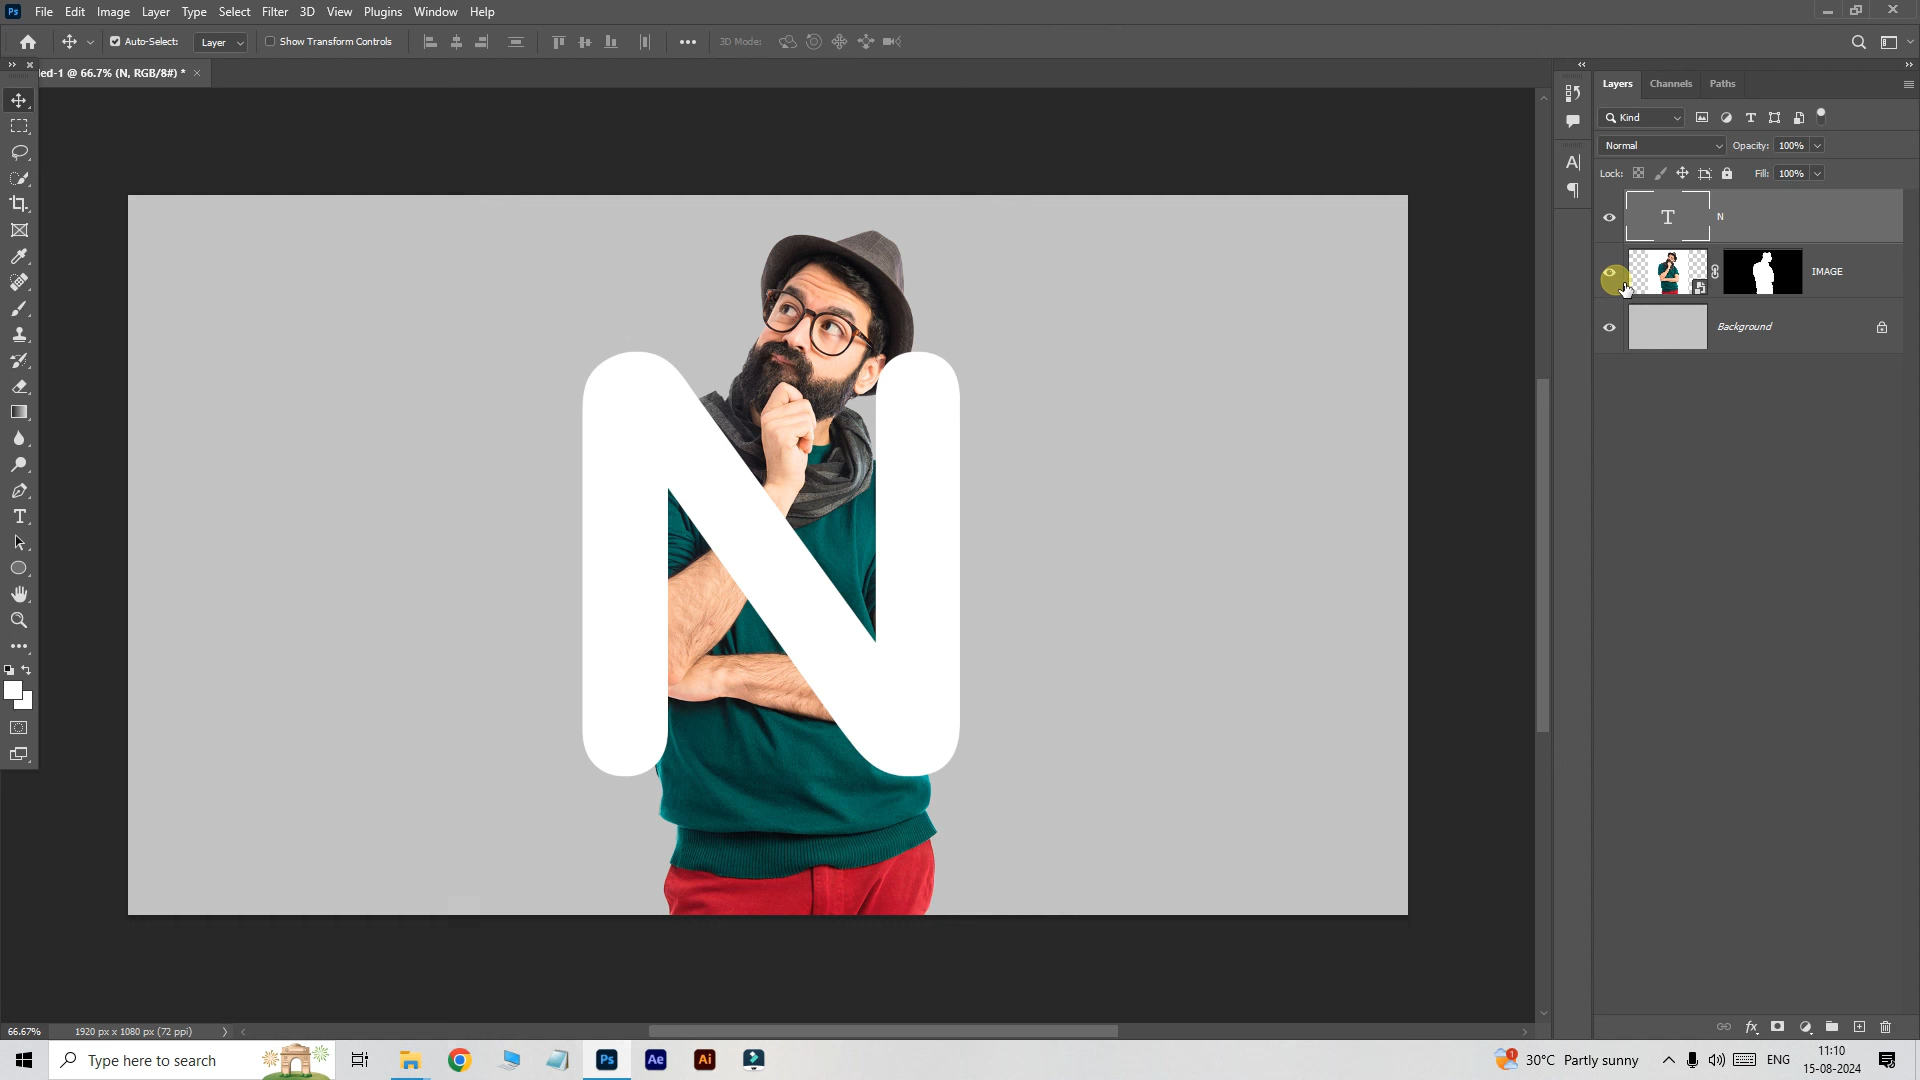 Ps File Edit Image Layer Type Select Filter 3D View Plugins Window Help
Auto-Select: Layer Show Transform Controls 3D Mode:
led-1 @ 66.7% (N, RGB/8#) * ×
Layers Channels Paths
Kind
Normal Opacity: 100%
Lock: Fill: 100%
T N
IMAGE
Background
N
66.67% 1920 px x 1080 px (72 ppi)
Type here to search Ps Ae Ai 1 30°C Partly sunny ENG 11:10
15-08-2024